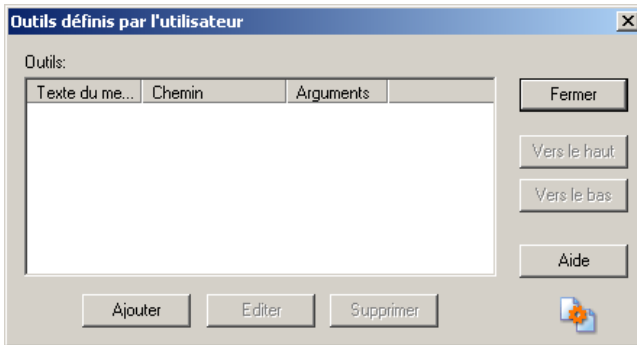 Outils définis par l'utilisateur
Outils:
Texte du me... Chemin Arguments
Fermer
Vers le haut
Vers le bas
Aide
Ajouter Editer Supprimer